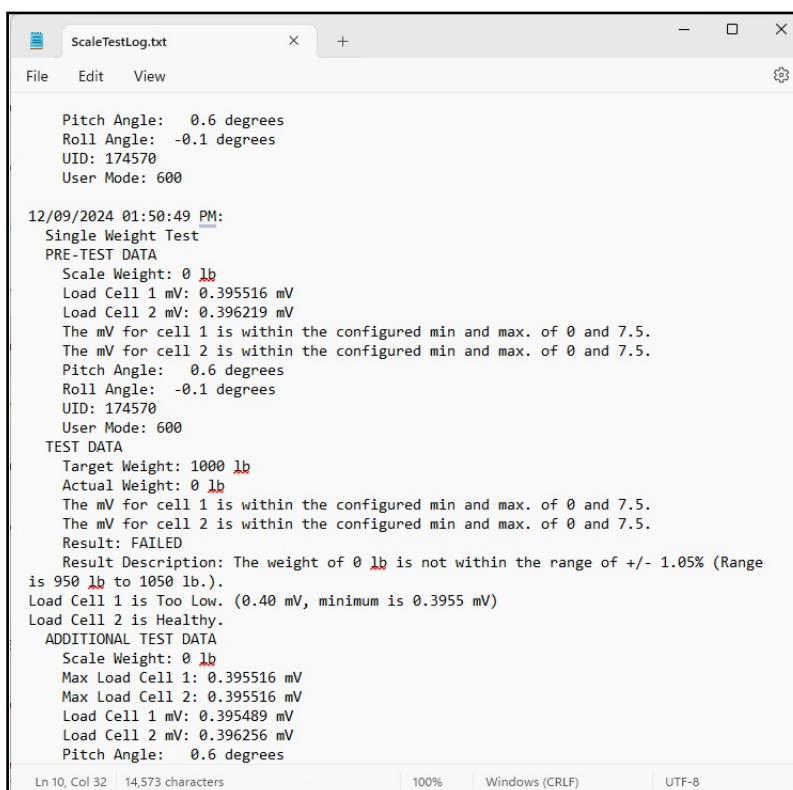 ScaleTestLog.txt
File Edit View
Pitch Angle: 0.6 degrees
Roll Angle: -0.1 degrees
UID: 174570
User Mode: 600
12/09/2024 01:50:49 PM:
Single Weight Test
PRE-TEST DATA
Scale Weight: 0 lb
Load Cell 1 mV: 0.395516 mV
Load Cell 2 mV: 0.396219 mV
The mV for cell 1 is within the configured min and max. of 0 and 7.5.
The mV for cell 2 is within the configured min and max. of 0 and 7.5.
Pitch Angle: 0.6 degrees
Roll Angle: -0.1 degrees
UID: 174570
User Mode: 600
TEST DATA
Target Weight: 1000 lb
Actual Weight: 0 lb
The mV for cell 1 is within the configured min and max. of 0 and 7.5.
The mV for cell 2 is within the configured min and max. of 0 and 7.5.
Result: FAILED
Result Description: The weight of 0 lb is not within the range of +/- 1.05% (Range
is 950 lb to 1050 lb.).
Load Cell 1 is Too Low. (0.40 mV, minimum is 0.3955 mV)
Load Cell 2 is Healthy.
ADDITIONAL TEST DATA
Scale Weight: 0 lb
Max Load Cell 1: 0.395516 mV
Max Load Cell 2: 0.395516 mV
Load Cell 1 mV: 0.395489 mV
Load Cell 2 mV: 0.396256 mV
Pitch Angle: 0.6 degrees
Ln 10, Col 32 14,573 characters 100% Windows (CRLF) UTF-8